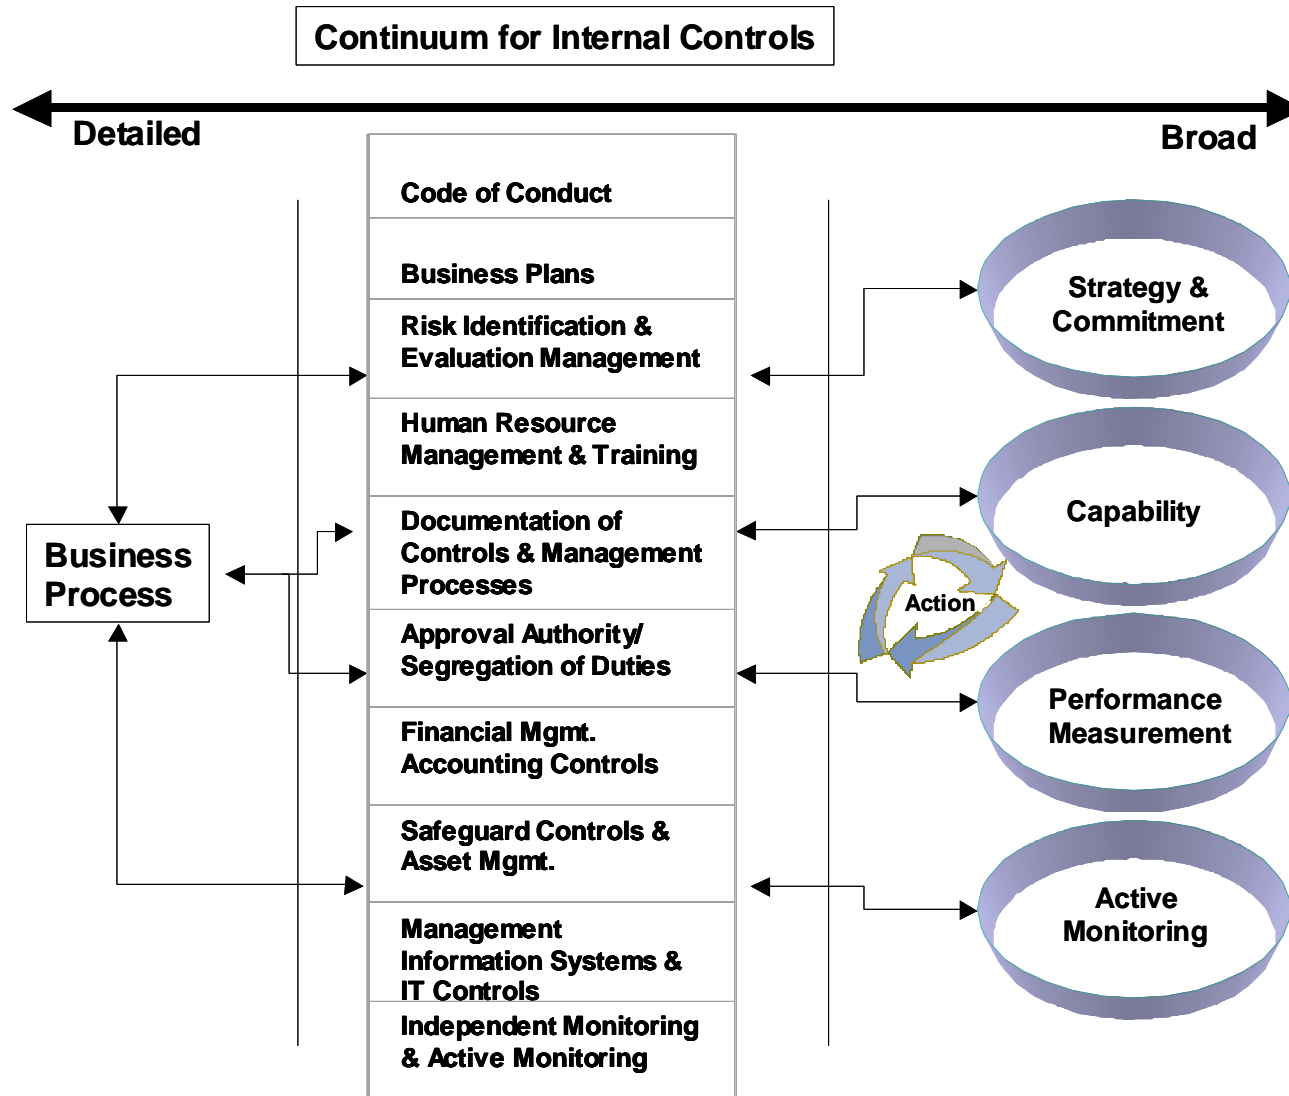 Continuum for Internal Controls
Detailed
Broad
Code of Conduct
Business Plans
Risk Identification &
Evaluation Management
Human Resource
Management & Training
Documentation of
Controls & Management
Processes
Approval Authority/
Segregation of Duties
Financial Mgmt.
Accounting Controls
Safeguard Controls &
Asset Mgmt.
Management
Information Systems &
IT Controls
Independent Monitoring
& Active Monitoring
Business
Process
Strategy &
Commitment
Capability
Action
Performance
Measurement
Active
Monitoring